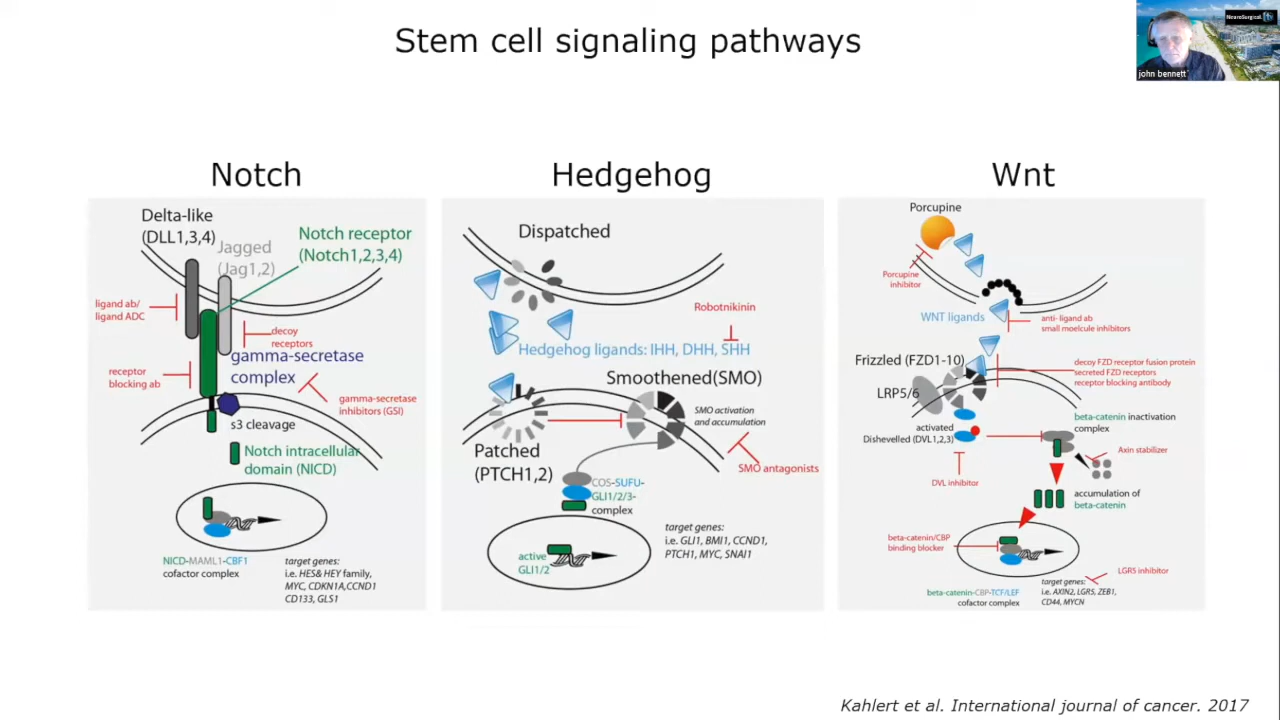 Stem cell signaling pathways
NeuroSurgical TV
john bennett
Notch
Hedgehog
Wnt
Delta-like
(DLL1,3,4)
Jagged
(Jag1,2)
Notch receptor
(Notch1,2,3,4)
ligand ab/
ligand ADC
decoy
receptors
gamma-secretase
complex
receptor
blocking ab
gamma-secretase
inhibitors (GSI)
s3 cleavage
Notch intracellular
domain (NICD)
NICD-MAML1-CBF1
cofactor complex
target genes:
i.e. HES& HEY family,
MYC, CDKN1A,CCND1
CD133, GLS1
Dispatched
Robotnikinin
Hedgehog ligands: IHH, DHH, SHH
Smoothened(SMO)
SMO activation
and accumulation
Patched
(PTCH1,2)
SMO antagonists
COS-SUFU-
GLI1/2/3-
complex
target genes:
i.e. GLI1, BMI1, CCND1,
PTCH1, MYC, SNAI1
active
GLI1/2
Porcupine
Porcupine
inhibitor
WNT ligands
anti- ligand ab
small moelcule inhibitors
Frizzled (FZD1-10)
decoy FZD receptor fusion protein
secreted FZD receptors
receptor blocking antibody
LRP5/6
beta-catenin inactivation
complex
activated
Dishevelled (DVL1,2,3)
Axin stabilizer
DVL inhibitor
accumulation of
beta-catenin
beta-catenin/CBP
binding blocker
LGR5 inhibitor
target genes:
i.e. AXIN2, LGR5, ZEB1,
CD44, MYCN
beta-catenin-CBP-TCF/LEF
cofactor complex
Kahlert et al. International journal of cancer. 2017